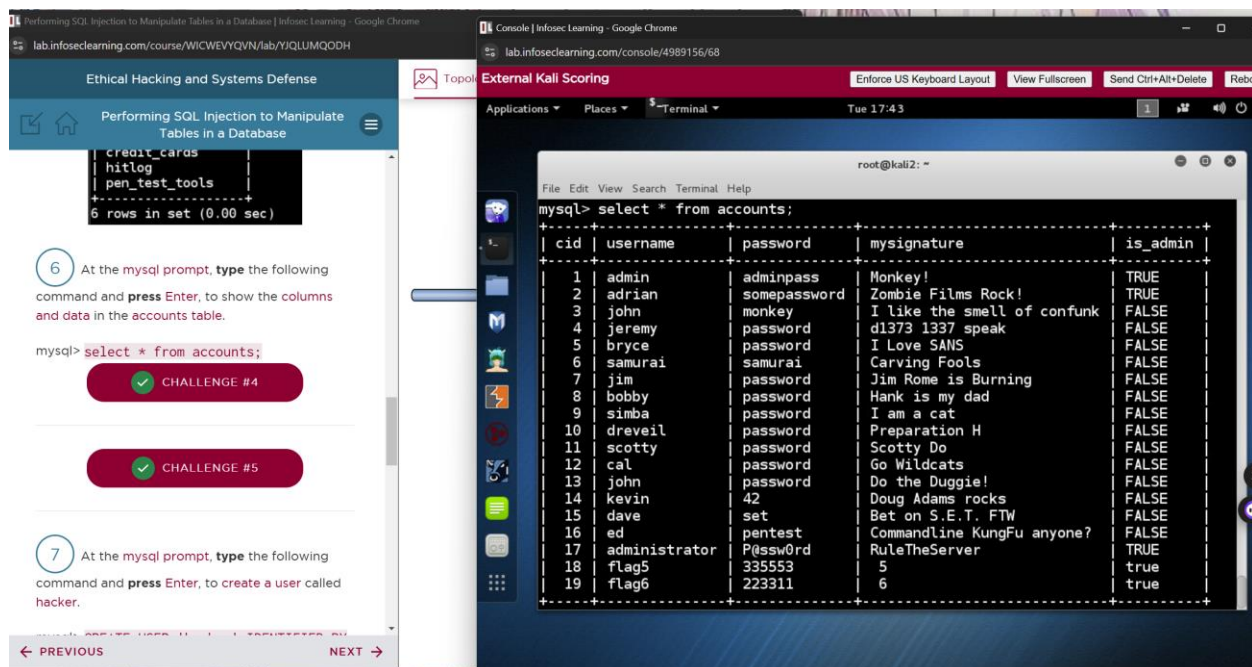 Performing SQL Injection to Manipulate Tables in a Database | Infosec Learning - Google Chrome
lab.infoseclearning.com/course/WICWEVYQVN/lab/YJQLUMQODH
Ethical Hacking and Systems Defense
Performing SQL Injection to Manipulate
Tables in a Database
| credit_cards |
| hitlog |
| pen_test_tools |
+-------------------+
6 rows in set (0.00 sec)
6 At the mysql prompt, type the following
command and press Enter, to show the columns
and data in the accounts table.
mysql> select * from accounts;
CHALLENGE #4
CHALLENGE #5
7 At the mysql prompt, type the following
command and press Enter, to create a user called
hacker.
PREVIOUS NEXT
Console | Infosec Learning - Google Chrome
lab.infoseclearning.com/console/4989156/68
External Kali Scoring Enforce US Keyboard Layout View Fullscreen Send Ctrl+Alt+Delete
Applications Places Terminal Tue 17:43 1
root@kali2: ~
File Edit View Search Terminal Help
mysql> select * from accounts;
| cid | username | password | mysignature | is_admin |
| 1 | admin | adminpass | Monkey! | TRUE |
| 2 | adrian | somepassword | Zombie Films Rock! | TRUE |
| 3 | john | monkey | I like the smell of confunk | FALSE |
| 4 | jeremy | password | d1373 1337 speak | FALSE |
| 5 | bryce | password | I Love SANS | FALSE |
| 6 | samurai | samurai | Carving Fools | FALSE |
| 7 | jim | password | Jim Rome is Burning | FALSE |
| 8 | bobby | password | Hank is my dad | FALSE |
| 9 | simba | password | I am a cat | FALSE |
| 10 | dreveil | password | Preparation H | FALSE |
| 11 | scotty | password | Scotty Do | FALSE |
| 12 | cal | password | Go Wildcats | FALSE |
| 13 | john | password | Do the Duggie! | FALSE |
| 14 | kevin | 42 | Doug Adams rocks | FALSE |
| 15 | dave | set | Bet on S.E.T. FTW | FALSE |
| 16 | ed | pentest | Commandline KungFu anyone? | FALSE |
| 17 | administrator | P@ssw0rd | RuleTheServer | TRUE |
| 18 | flag5 | 335553 | 5 | true |
| 19 | flag6 | 223311 | 6 | true |